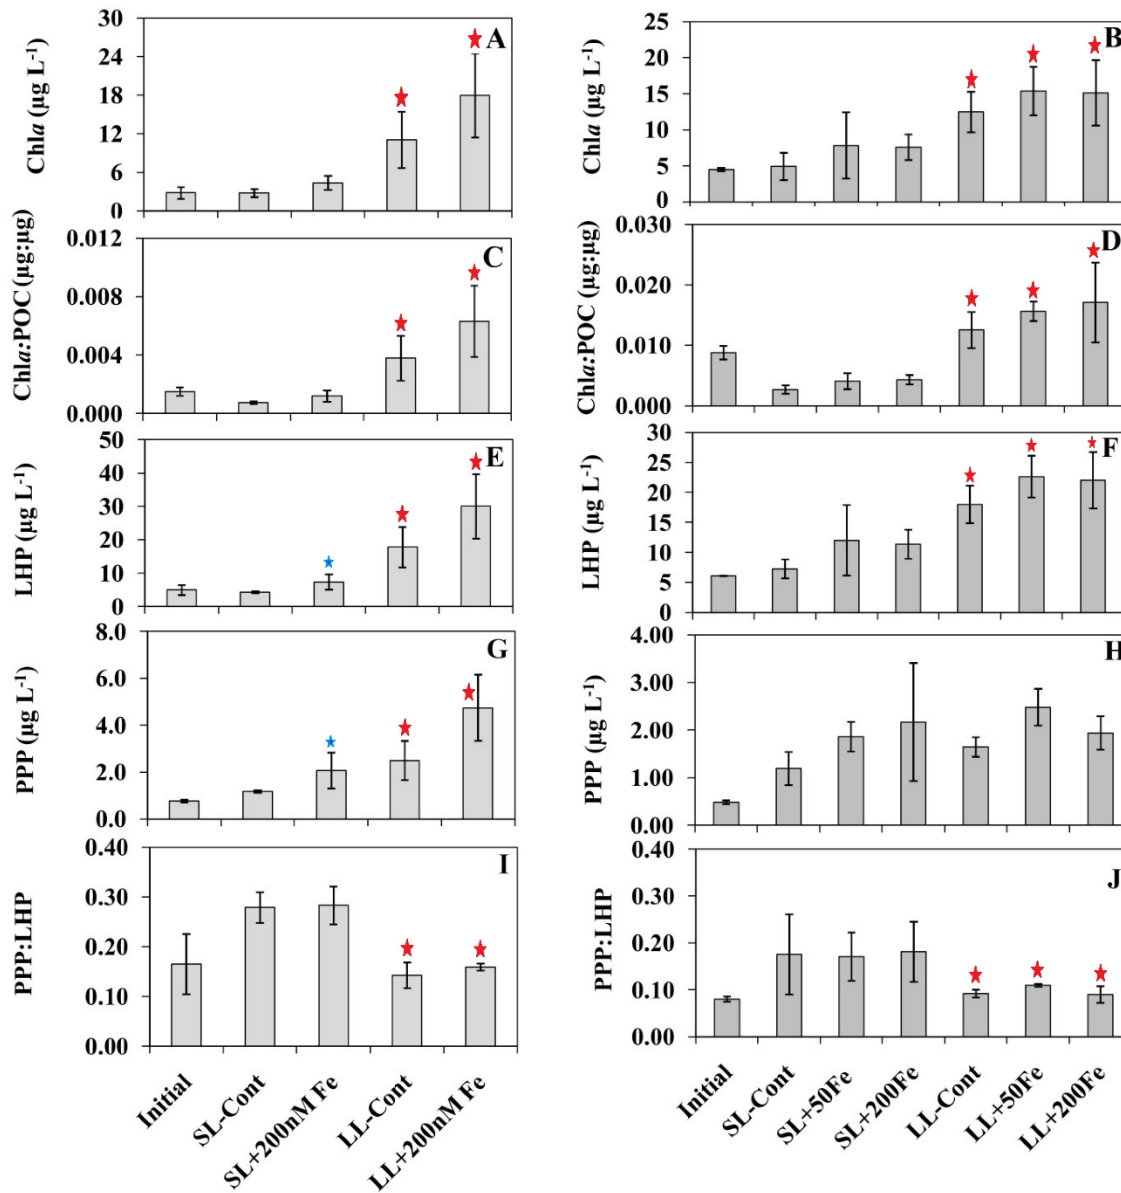 Chla (µg L-1)
30
24
18
12
6
0
A
Chla (µg L-1)
25
20
15
10
5
0
B
Chla:POC (µg:µg)
0.012
0.008
0.004
0.000
C
Chla:POC (µg:µg)
0.030
0.020
0.010
0.000
D
LHP (µg L-1)
50
40
30
20
10
0
E
LHP (µg L-1)
30
25
20
15
10
5
0
F
PPP (µg L-1)
8.0
6.0
4.0
2.0
0.0
G
PPP (µg L-1)
4.00
3.00
2.00
1.00
0.00
H
PPP:LHP
0.40
0.30
0.20
0.10
0.00
I
PPP:LHP
0.40
0.30
0.20
0.10
0.00
J
Initial
SL-Cont
SL+200nM Fe
LL-Cont
LL+200nM Fe
Initial
SL-Cont
SL+50Fe
SL+200Fe
LL-Cont
LL+50Fe
LL+200Fe